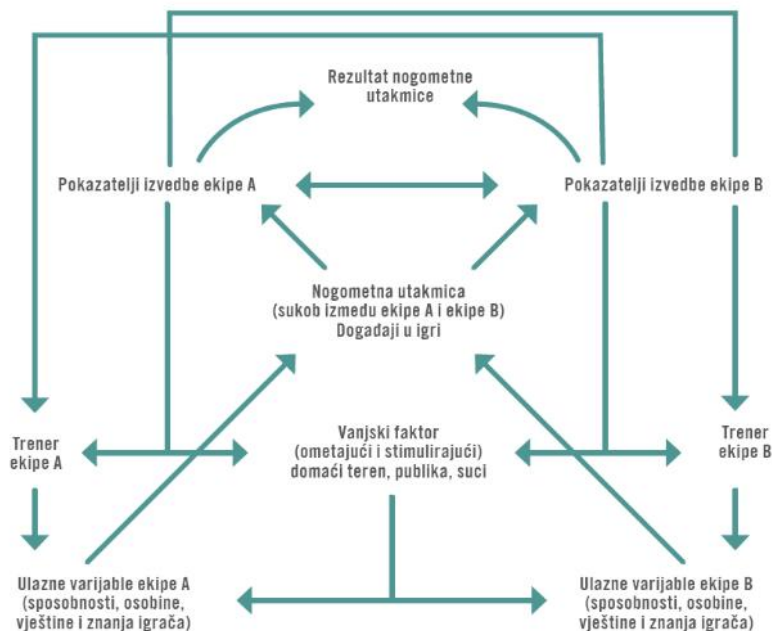 Rezultat nogometne
utakmice
Pokazatelji izvedbe ekipe A
Pokazatelji izvedbe ekipe B
Nogometna utakmica
(sukob između ekipe A i ekipe B)
Događaji u igri
Trener
ekipe A
Vanjski faktor
(ometajući i stimulirajući)
domaći teren, publika, suci
Trener
ekipe B
Ulazne varijable ekipe A
(sposobnosti, osobine,
vještine i znanja igrača)
Ulazne varijable ekipe B
(sposobnosti, osobine,
vještine i znanja igrača)